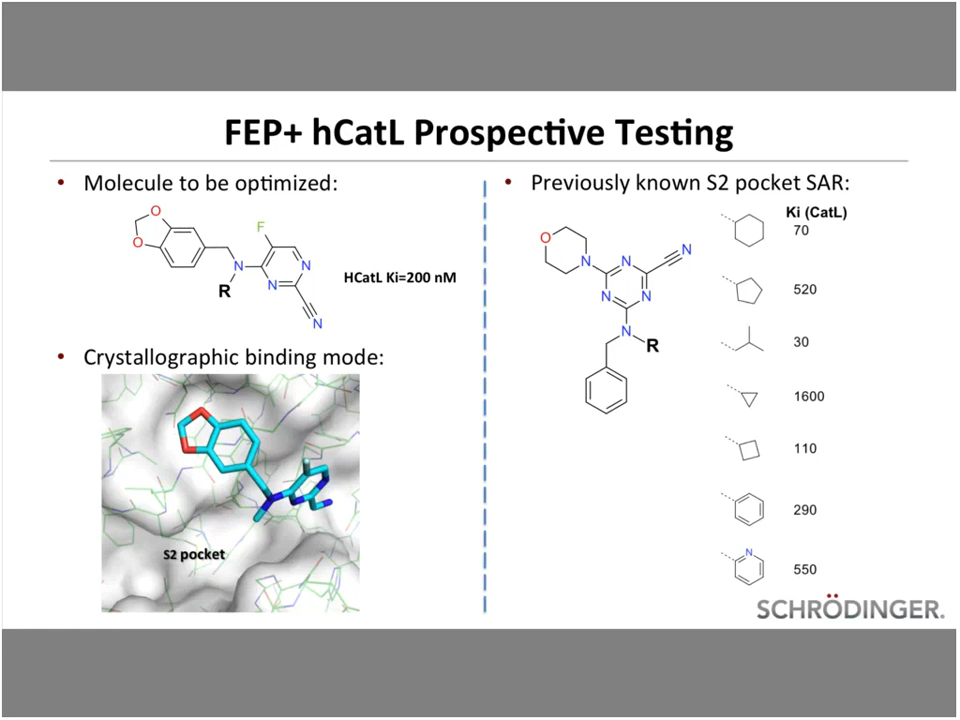 FEP+ hCatL Prospective Testing
• Molecule to be optimized:
O
O
F
N
N
N
R
N
HCatL Ki=200 nM
• Crystallographic binding mode:
S2 pocket
• Previously known S2 pocket SAR:
O
N
N
N
N
N
N
R
Ki (CatL)
70
520
30
1600
110
290
N
550
SCHRÖDINGER.